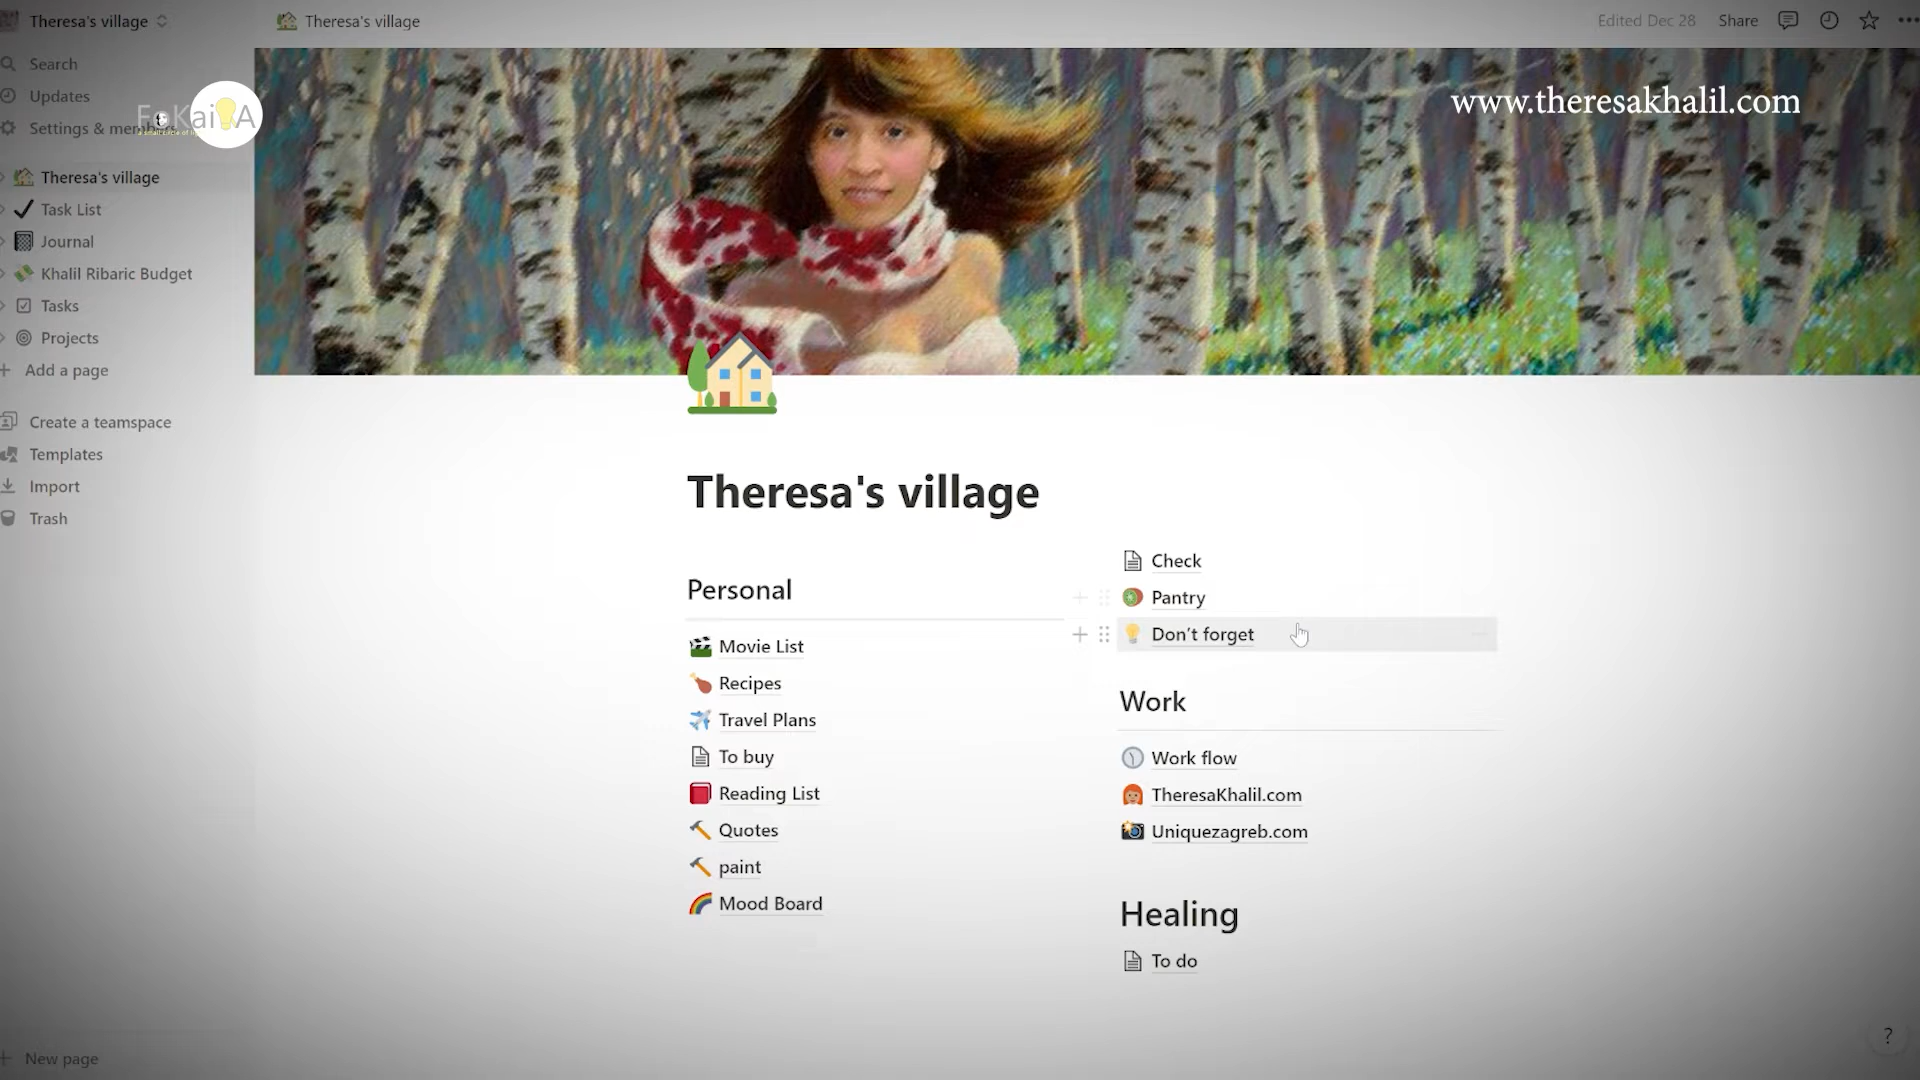 Theresa's village
Theresa's village
Edited Dec 28
Share
Search
Updates
Settings &
www.theresakhalil.com
Theresa's village
Task List
Journal
Khalil Ribaric Budget
Tasks
Projects
Add a page
Create a teamspace
Templates
Import
Trash
New page
Theresa's village
Personal
Movie List
Recipes
Travel Plans
To buy
Reading List
Quotes
paint
Mood Board
Check
Pantry
Don't forget
Work
Work flow
TheresaKhalil.com
Uniquezagreb.com
Healing
To do
?